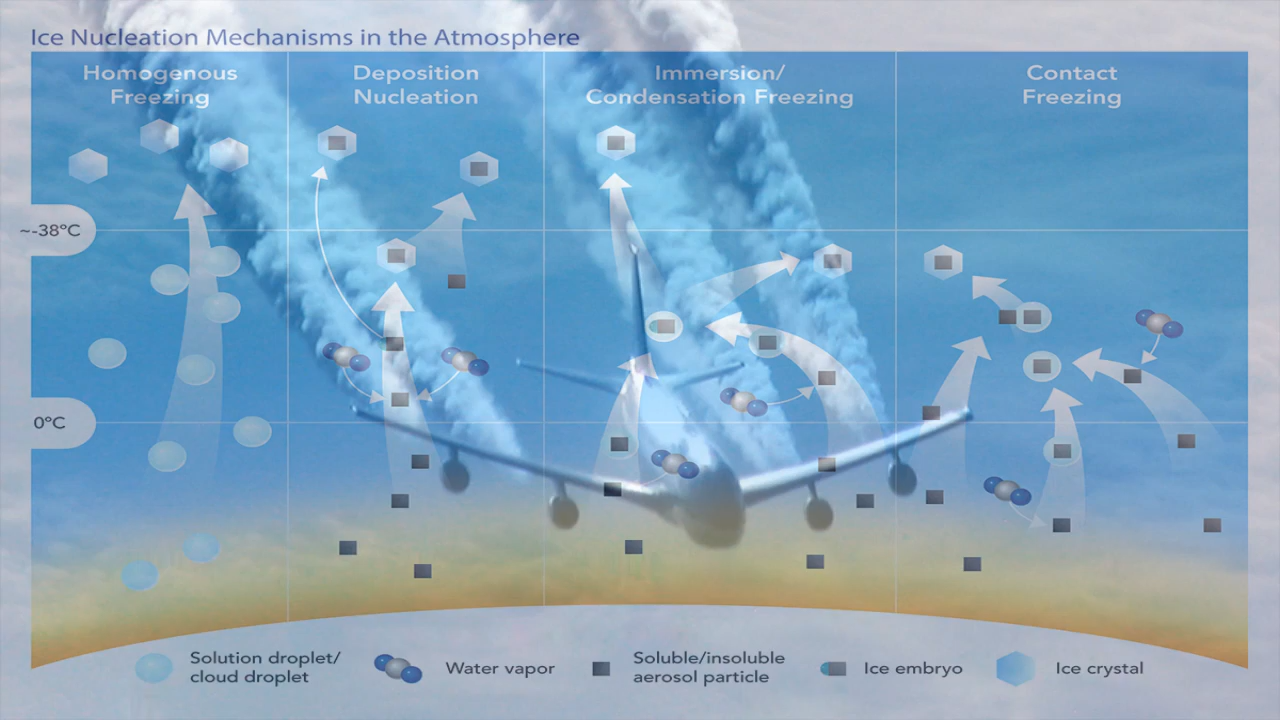 Ice Nucleation Mechanisms in the Atmosphere
Homogenous
Freezing
Deposition
Nucleation
Immersion/
Condensation Freezing
Contact
Freezing
~-38°C
0°C
Solution droplet/
cloud droplet
Water vapor
Soluble/insoluble
aerosol particle
Ice embryo
Ice crystal